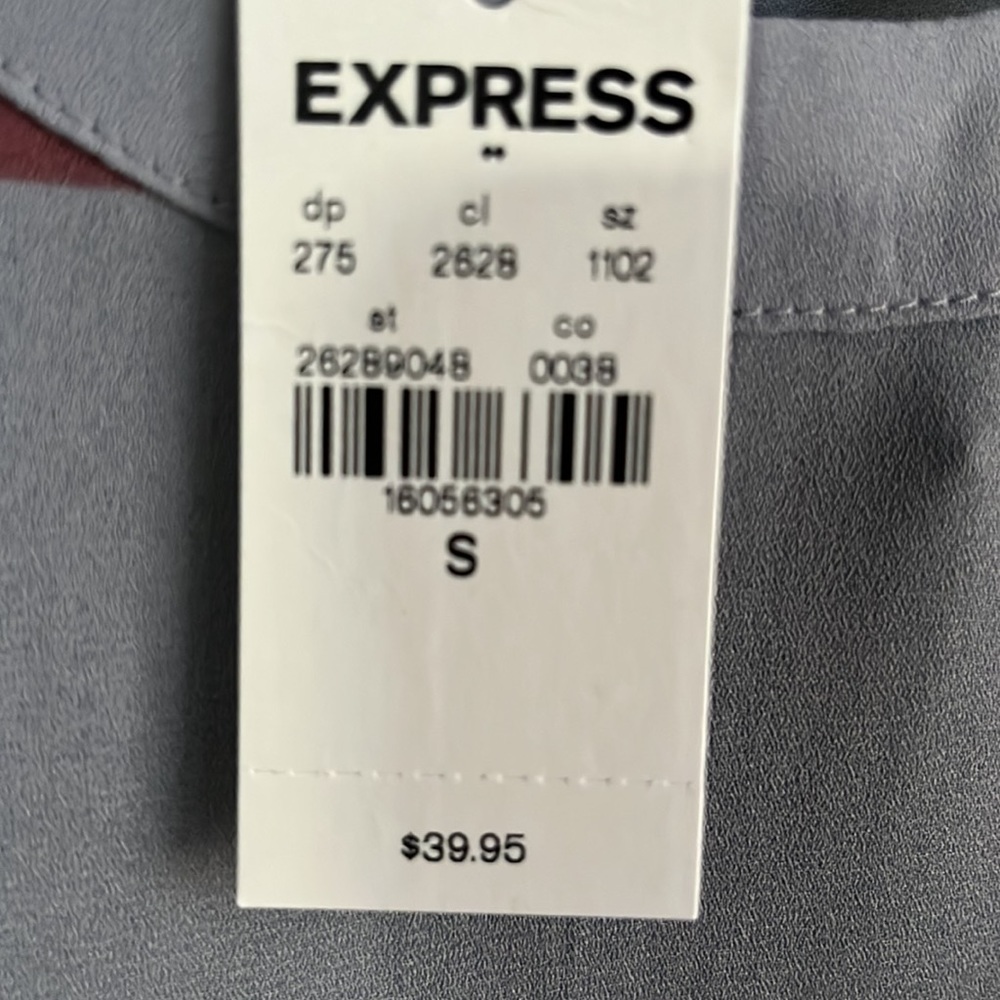 EXPRESS
dp cl sz
275 2628 1102
st co
26289048 0038
16056305
S
$39.95